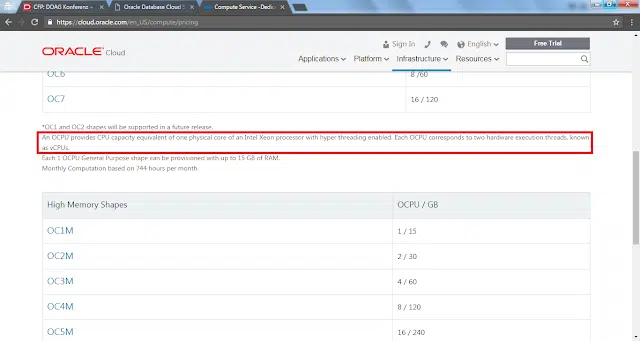 CFP: DOAG Konferenz -
Oracle Database Cloud S
Compute Service -Dedic
https://cloud.oracle.com/en_US/compute/pricing
ORACLE Cloud
Sign In
English
Free Trial
Applications
Platform
Infrastructure
Resources
OC6
8 /60
OC7
16 / 120
*OC1 and OC2 shapes will be supported in a future release.
An OCPU provides CPU capacity equivalent of one physical core of an Intel Xeon processor with hyper threading enabled. Each OCPU corresponds to two hardware execution threads, known
as vCPUs.
Each 1 OCPU General Purpose shape can be provisioned with up to 15 GB of RAM.
Monthly Computation based on 744 hours per month.
High Memory Shapes
OCPU / GB
OC1M
1 / 15
OC2M
2 / 30
OC3M
4 / 60
OC4M
8 / 120
OC5M
16 / 240